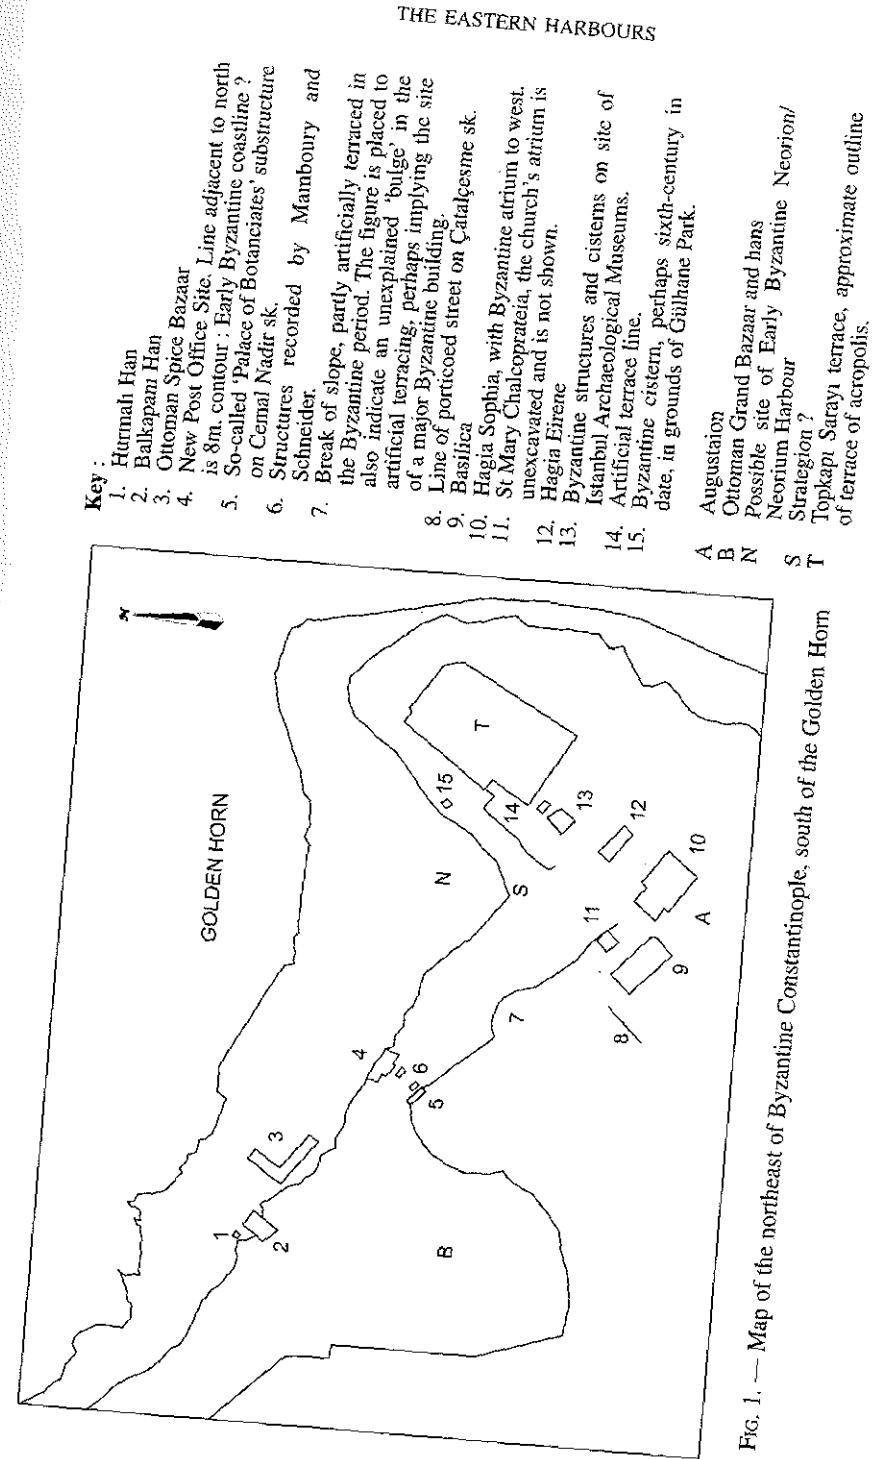 THE EASTERN HARBOURS
Key :
1. Hurmah Han
2. Balkapanı Han
3. Ottoman Spice Bazaar
4. New Post Office Site. Line adjacent to north
is 8m. contour ; Early Byzantine coastline ?
5. So-called 'Palace of Botanciates' substructure
on Cemal Nadir sk.
6. Structures recorded by Mamboury and
Schneider.
7. Break of slope, partly artificially terraced in
the Byzantine period. The figure is placed to
also indicate an unexplained 'bulge' in the
artificial terracing, perhaps implying the site
of a major Byzantine building.
8. Line of porticoed street on Çatalçesme sk.
9. Basilica
10. Hagia Sophia, with Byzantine atrium to west.
11. St Mary Chalcoprateia, the church's atrium is
unexcavated and is not shown.
12. Hagia Eirene
13. Byzantine structures and cisterns on site of
Istanbul Archaeological Museums.
14. Artificial terrace line.
15. Byzantine cistern, perhaps sixth-century in
date, in grounds of Gülhane Park.
A Augustaion
B Ottoman Grand Bazaar and hans
N Possible site of Early Byzantine Neorion/
Neorium Harbour
S Strategion ?
T Topkapı Sarayı terrace, approximate outline
of terrace of acropolis.
N
GOLDEN HORN
1
2
3
4
5
6
7
8
9
10
11
12
13
14
15
A
B
N
S
T
FIG. 1. — Map of the northeast of Byzantine Constantinople, south of the Golden Horn